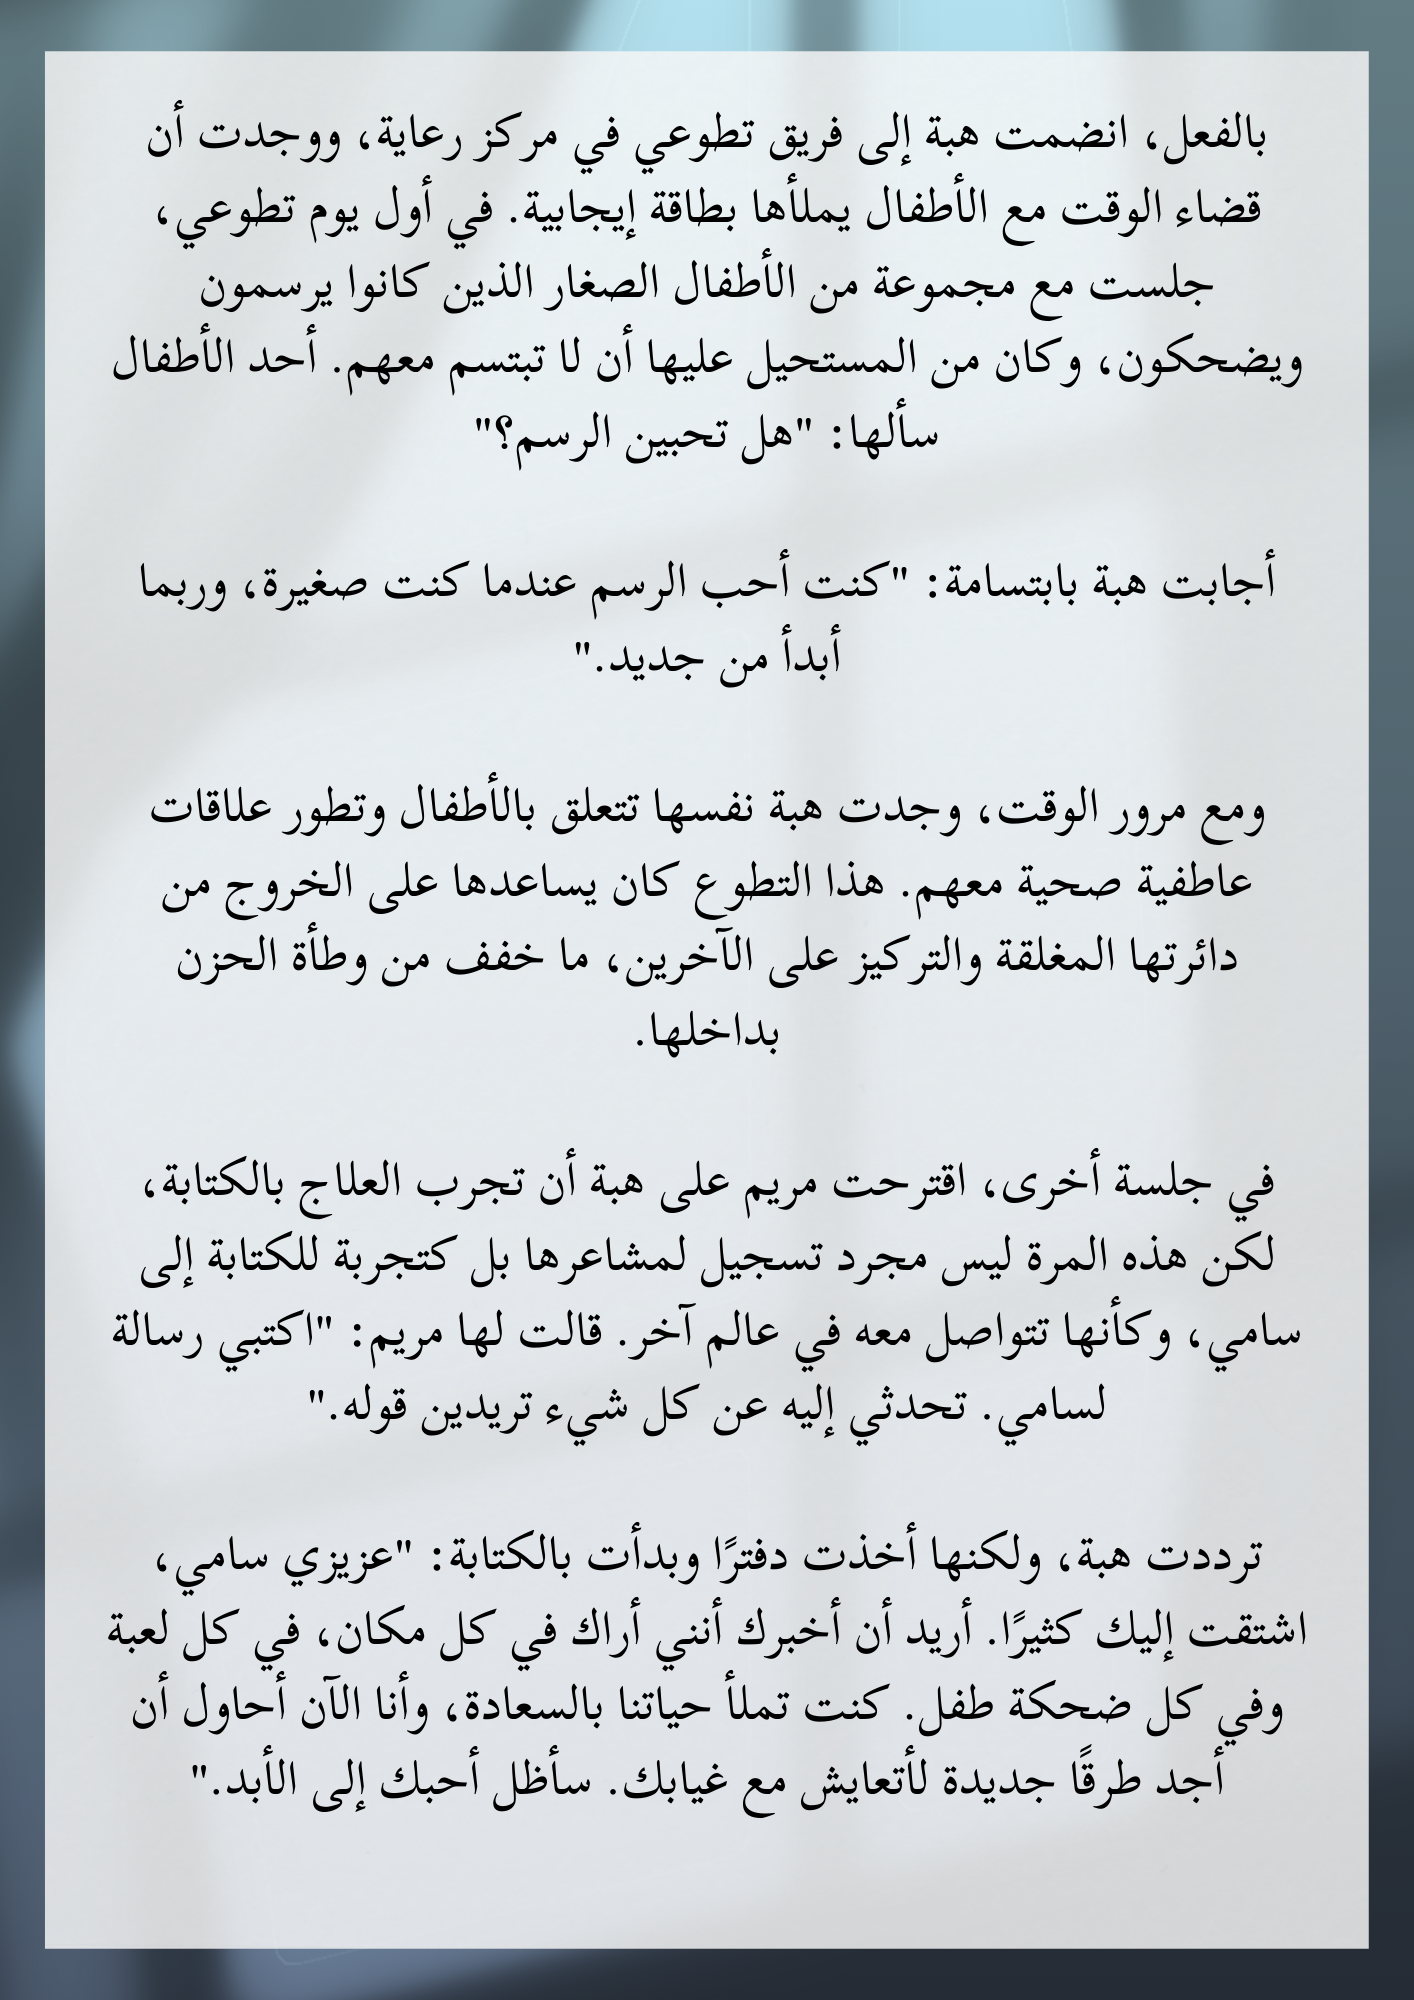 بالفعل، انضمت هبة إلى فريق تطوعي في مركز رعاية، ووجدت أن
قضاء الوقت مع الأطفال يملأها بطاقة إيجابية. في أول يوم تطوعي،
جلست مع مجموعة من الأطفال الصغار الذين كانوا يرسمون
ويضحكون، وكان من المستحيل عليها أن لا تبتسم معهم. أحد الأطفال
سألها: "هل تحبين الرسم؟"
أجابت هبة بابتسامة: "كنت أحب الرسم عندما كنت صغيرة، وربما
أبدأ من جديد."
ومع مرور الوقت، وجدت هبة نفسها تتعلق بالأطفال وتطور علاقات
عاطفية صحية معهم. هذا التطوع كان يساعدها على الخروج من
دائرتها المغلقة والتركيز على الآخرين، ما خفف من وطأة الحزن
بداخلها.
في جلسة أخرى، اقترحت مريم على هبة أن تجرب العلاج بالكتابة،
لكن هذه المرة ليس مجرد تسجيل لمشاعرها بل كتجربة للكتابة إلى
سامي، وكأنها تتواصل معه في عالم آخر. قالت لها مريم: "اكتبي رسالة
لسامي. تحدثي إليه عن كل شيء تريدين قوله."
ترددت هبة، ولكنها أخذت دفترًا وبدأت بالكتابة: "عزيزي سامي،
اشتقت إليك كثيرًا. أريد أن أخبرك أنني أراك في كل مكان، في كل لعبة
وفي كل ضحكة طفل. كنت تملأ حياتنا بالسعادة، وأنا الآن أحاول أن
أجد طرقًا جديدة لأتعايش مع غيابك. سأظل أحبك إلى الأبد."